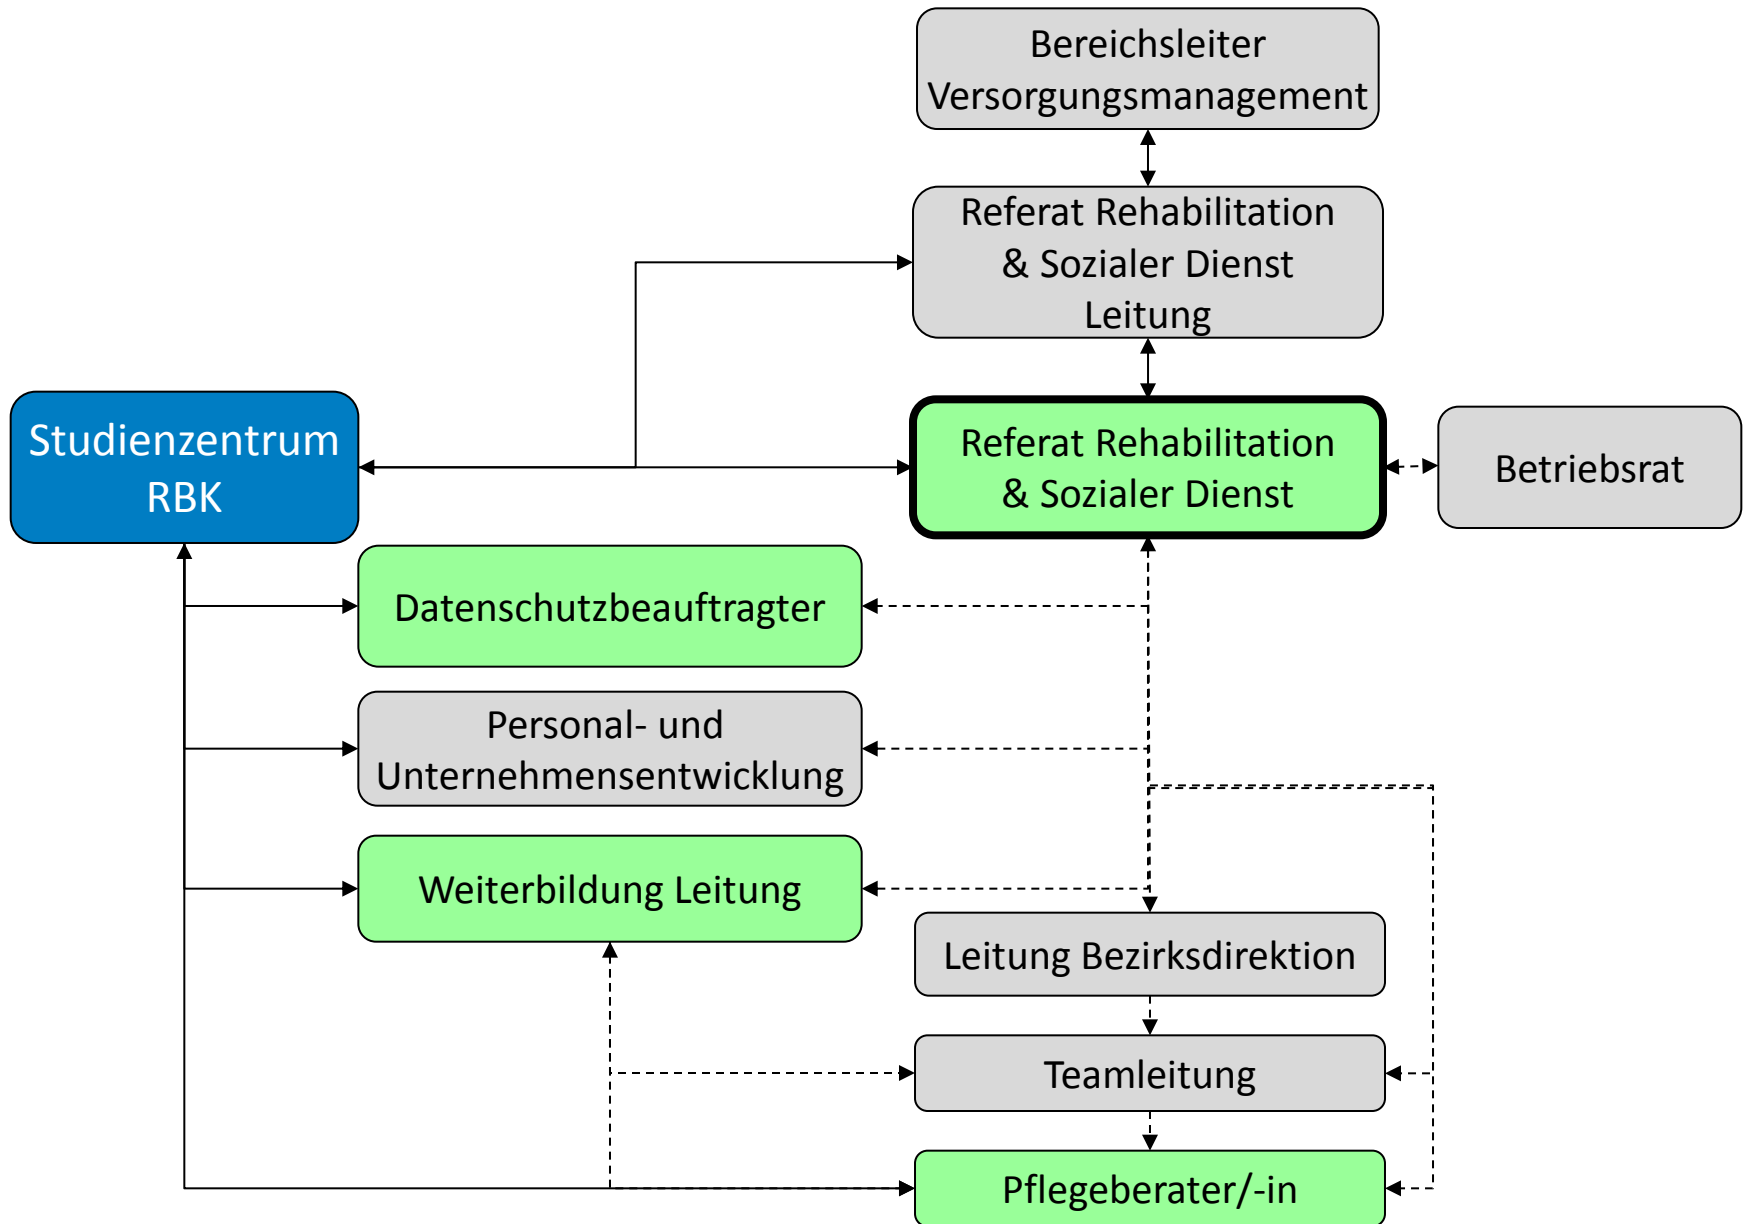 Bereichsleiter
Versorgungsmanagement
Referat Rehabilitation
& Sozialer Dienst
Leitung
Studienzentrum
RBK
Referat Rehabilitation
& Sozialer Dienst
Betriebsrat
Datenschutzbeauftragter
Personal- und
Unternehmensentwicklung
Weiterbildung Leitung
Leitung Bezirksdirektion
Teamleitung
Pflegeberater/-in